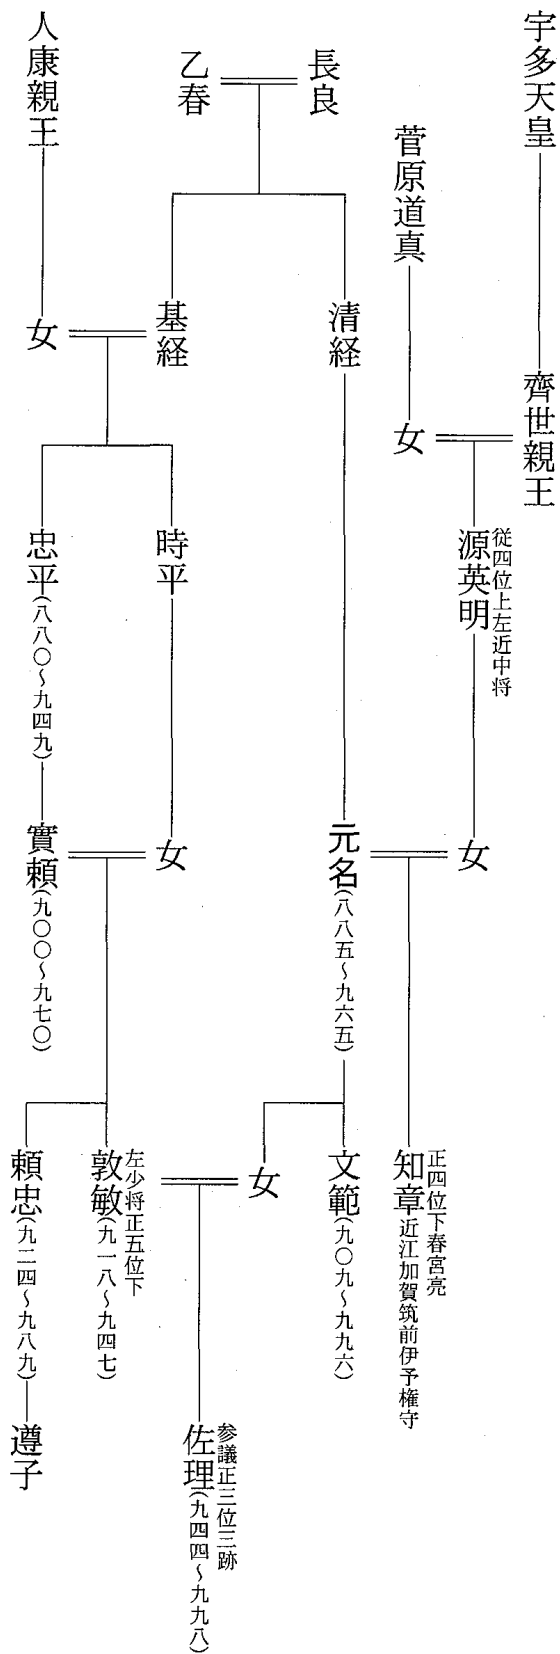 宇多天皇
齊世親王
菅原道真
女
従四位上左近中将
源英明
女
正四位下春宮亮
知章近江加賀筑前伊予権守
長良
乙春
清経
元名(八八五〜九六五)
文範(九〇九〜九九六)
女
基経
人康親王
女
時平
女
忠平(八八〇〜九四九)
實頼(九〇〇〜九七〇)
左少将正五位下
敦敏(九一八〜九四七)
参議正三位三跡
佐理(九四四〜九九八)
頼忠(九二四〜九八九)
遵子